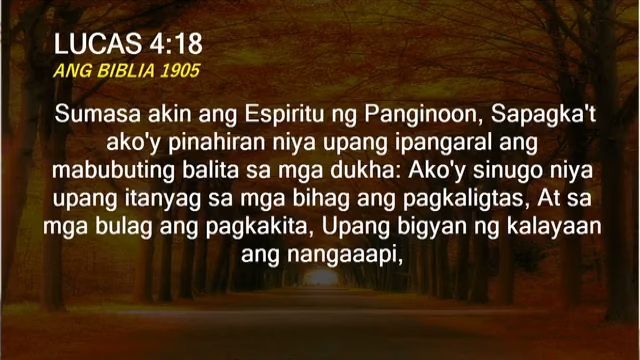 LUCAS 4:18
ANG BIBLIA 1905
Sumasa akin ang Espiritu ng Panginoon, Sapagka't
ako'y pinahiran niya upang ipangaral ang
mabubuting balita sa mga dukha: Ako'y sinugo niya
upang itanyag sa mga bihag ang pagkaligtas, At sa
mga bulag ang pagkakita, Upang bigyan ng kalayaan
ang nangaaapi,